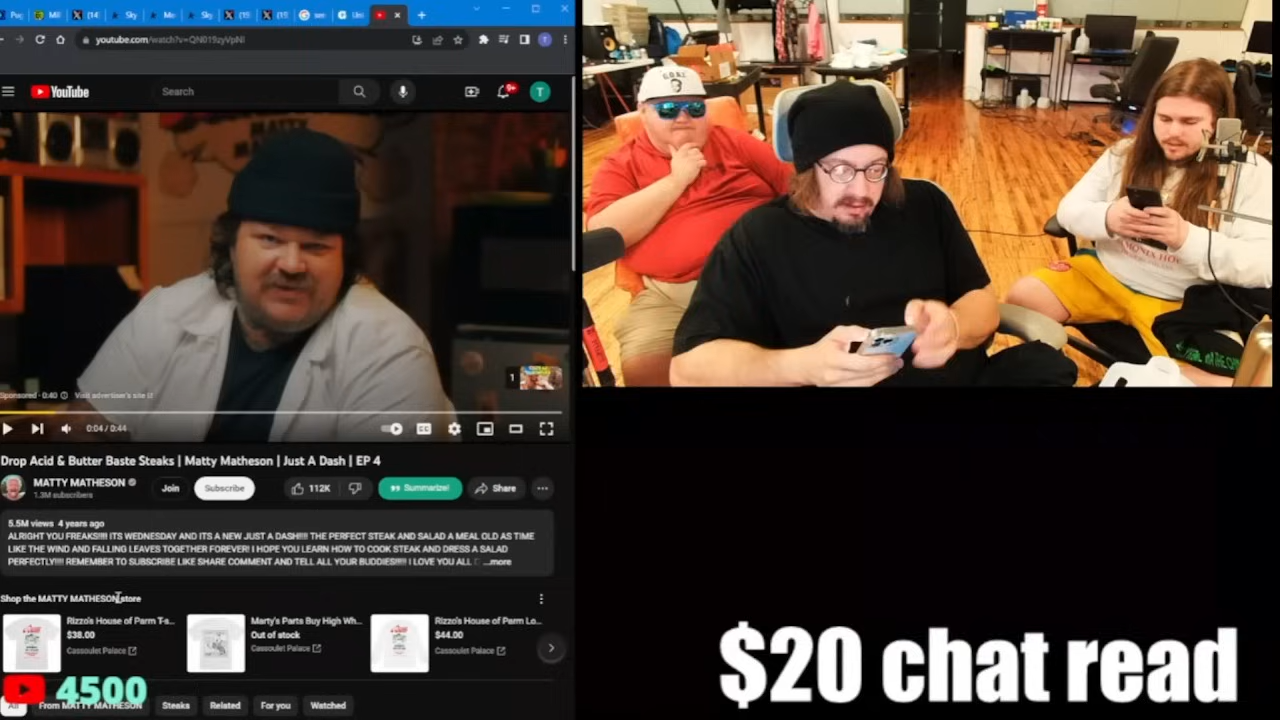 youtube.com/watch?v=QN019zyVpNI
YouTube
Search
9+
T
MATTY
1
Sponsored · 0:40
Visit advertiser's site
0:04 / 0:44
CC
Drop Acid & Butter Baste Steaks | Matty Matheson | Just A Dash | EP 4
MATTY MATHESON
1.3M subscribers
Join
Subscribe
112K
Summarize!
Share
5.5M views 4 years ago
ALRIGHT YOU FREAKS!!!! ITS WEDNESDAY AND ITS A NEW JUST A DASH!!!! THE PERFECT STEAK AND SALAD A MEAL OLD AS TIME
LIKE THE WIND AND FALLING LEAVES TOGETHER FOREVER! I HOPE YOU LEARN HOW TO COOK STEAK AND DRESS A SALAD
PERFECTLY!!!! REMEMBER TO SUBSCRIBE LIKE SHARE COMMENT AND TELL ALL YOUR BUDDIES!!!!! I LOVE YOU ALL ...more
Shop the MATTY MATHESON store
Rizzo's House of Parm T-s...
$38.00
Cassoulet Palace
Marty's Parts Buy High Wh...
Out of stock
Cassoulet Palace
Rizzo's House of Parm Lo...
$44.00
Cassoulet Palace
4500
All
From MATTY MATHESON
Steaks
Related
For you
Watched
G.O.A.T.
$20 chat read